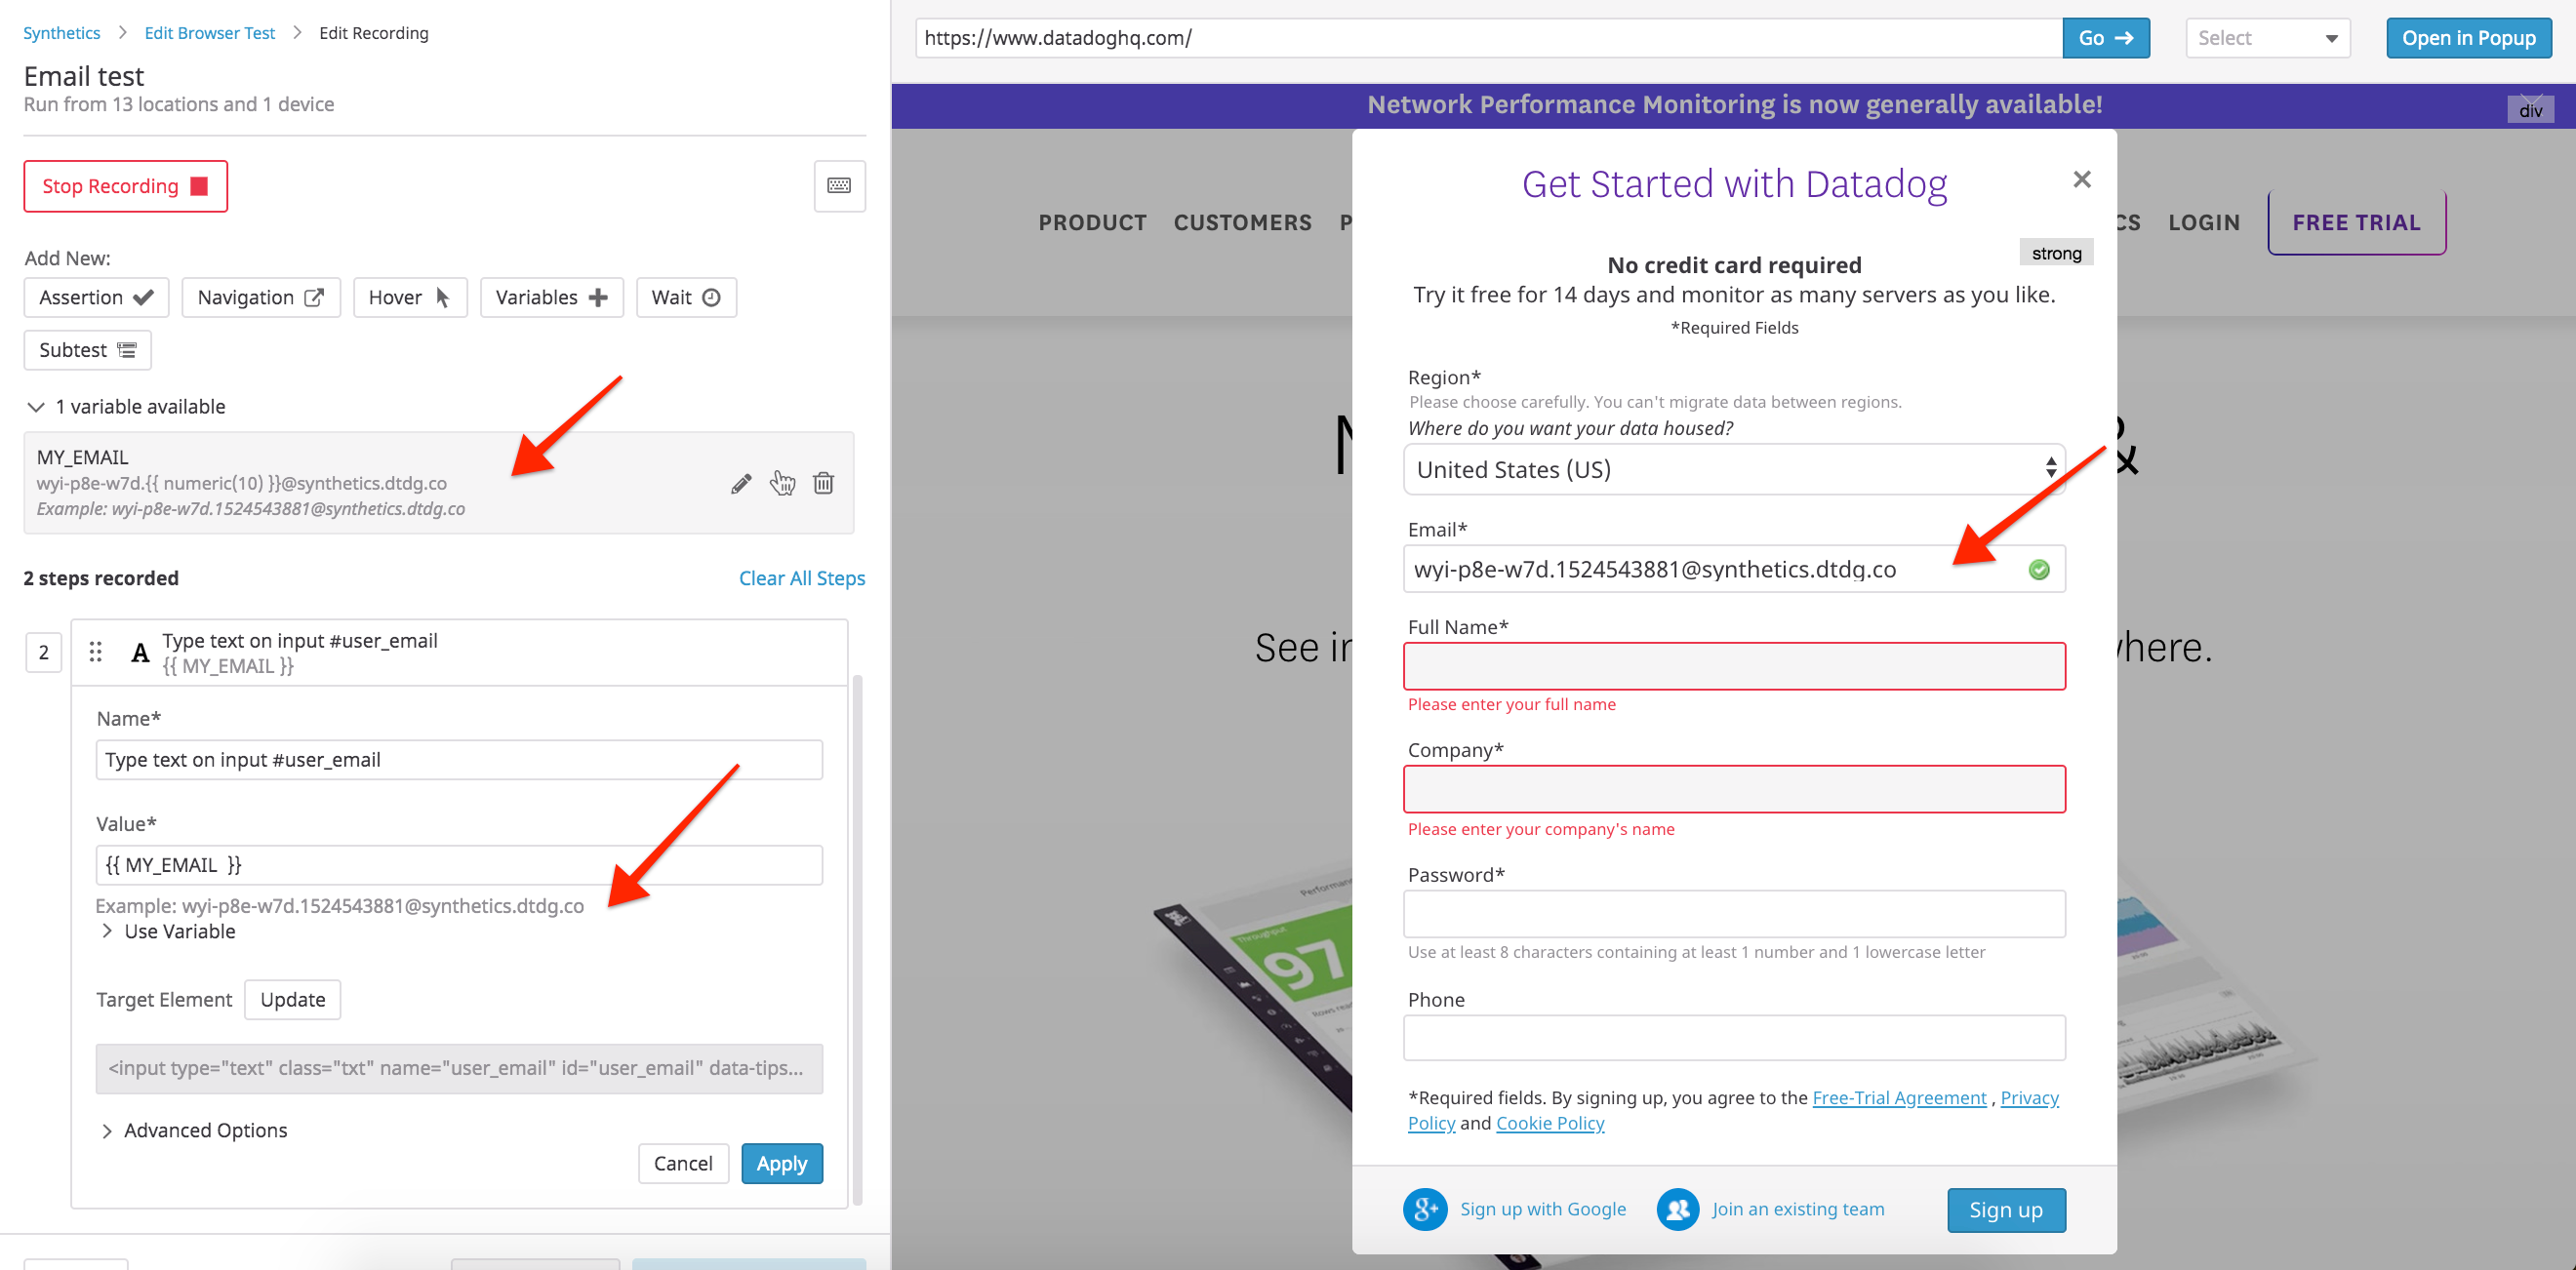 Synthetics > Edit Browser Test > Edit Recording
Email test
Run from 13 locations and 1 device
Stop Recording
Add New:
Assertion
Navigation
Hover
Variables
Wait
Subtest
1 variable available
MY_EMAIL
wyi-p8e-w7d.{{ numeric(10) }}@synthetics.dtdg.co
Example: wyi-p8e-w7d.1524543881@synthetics.dtdg.co
2 steps recorded
Clear All Steps
2
A
Type text on input #user_email
{{ MY_EMAIL }}
Name*
Type text on input #user_email
Value*
{{ MY_EMAIL  }}
Example: wyi-p8e-w7d.1524543881@synthetics.dtdg.co
Use Variable
Target Element
Update
<input type="text" class="txt" name="user_email" id="user_email" data-tips...
Advanced Options
Cancel
Apply
https://www.datadoghq.com/
Go →
Select
Open in Popup
Network Performance Monitoring is now generally available!
div
PRODUCT
CUSTOMERS
P
CS
LOGIN
FREE TRIAL
&
See in
here.
Get Started with Datadog
×
strong
No credit card required
Try it free for 14 days and monitor as many servers as you like.
*Required Fields
Region*
Please choose carefully. You can't migrate data between regions.
Where do you want your data housed?
United States (US)
Email*
wyi-p8e-w7d.1524543881@synthetics.dtdg.co
Full Name*
Please enter your full name
Company*
Please enter your company's name
Password*
Use at least 8 characters containing at least 1 number and 1 lowercase letter
Phone
*Required fields. By signing up, you agree to the Free-Trial Agreement , Privacy
Policy and Cookie Policy
g+
Sign up with Google
Join an existing team
Sign up
Throughput
97